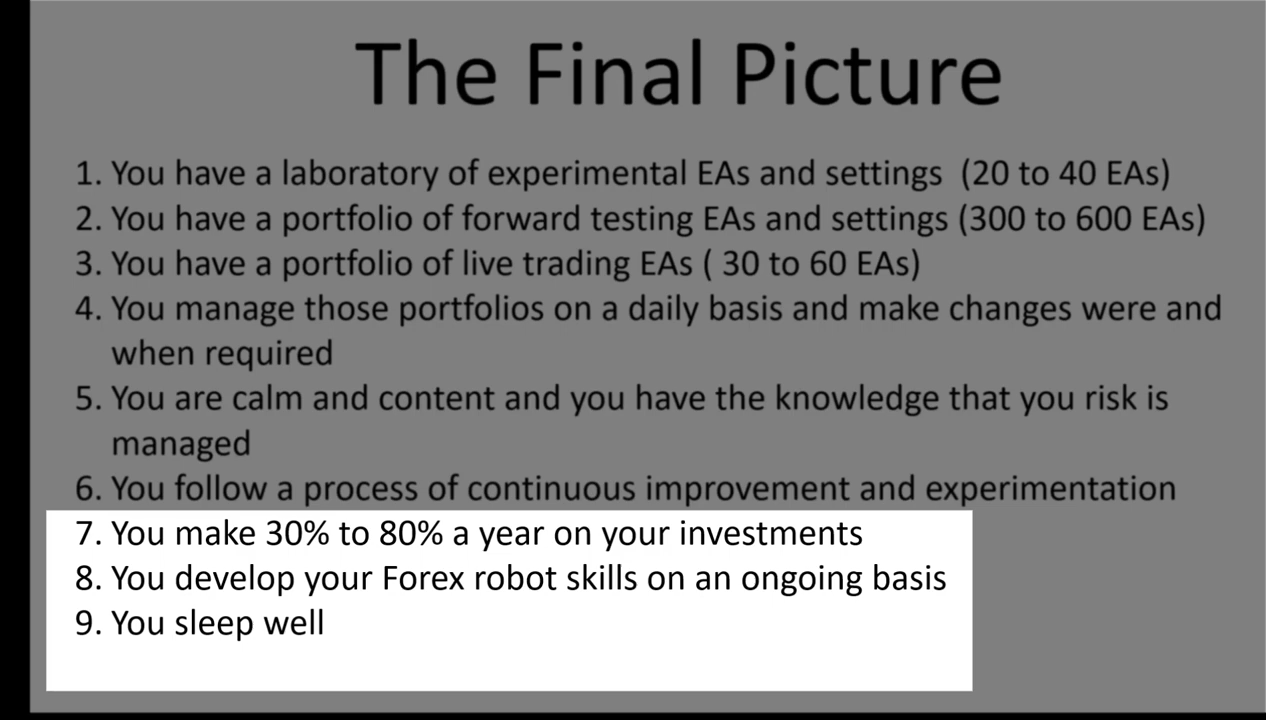 The Final Picture
1. You have a laboratory of experimental EAs and settings  (20 to 40 EAs)
2. You have a portfolio of forward testing EAs and settings (300 to 600 EAs)
3. You have a portfolio of live trading EAs ( 30 to 60 EAs)
4. You manage those portfolios on a daily basis and make changes were and
when required
5. You are calm and content and you have the knowledge that you risk is
managed
6. You follow a process of continuous improvement and experimentation
7. You make 30% to 80% a year on your investments
8. You develop your Forex robot skills on an ongoing basis
9. You sleep well